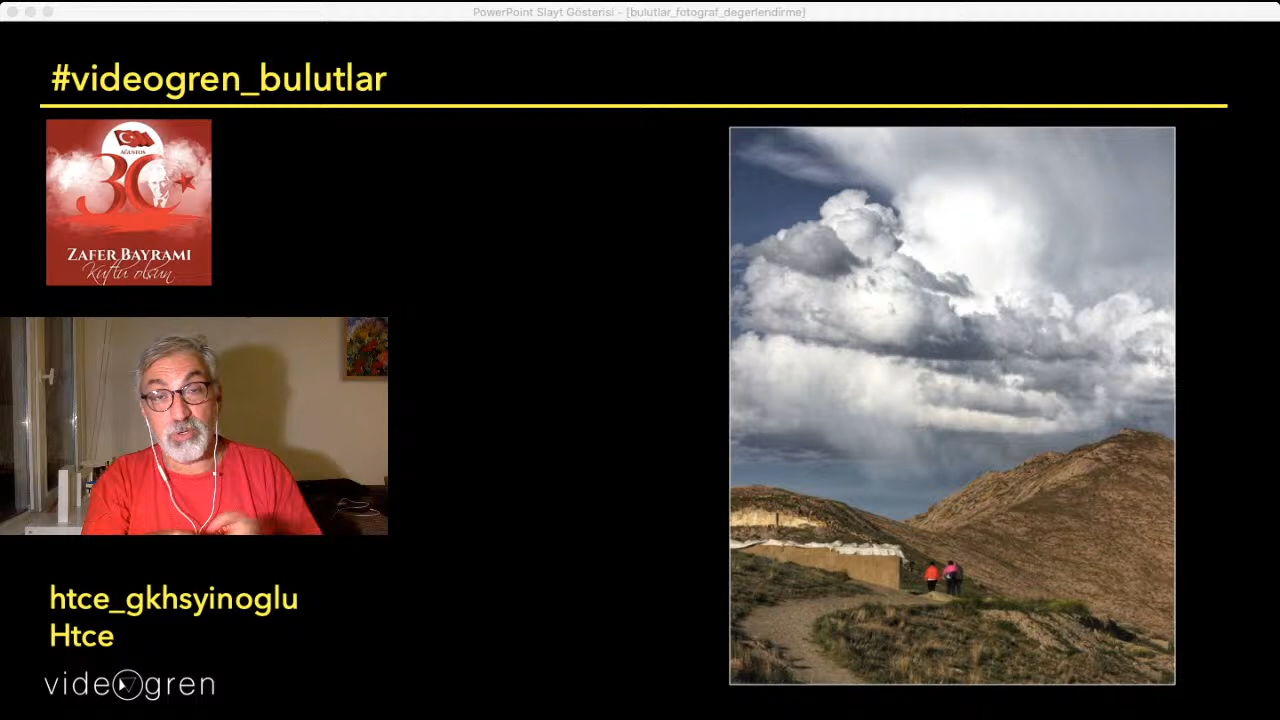 PowerPoint Slayt Gösterisi - [bulutlar_fotograf_degerlendirme]
#videogren_bulutlar
AĞUSTOS
30
ZAFER BAYRAMI
Kutlu olsun
htce_gkhsyinoglu
Htce
videogren